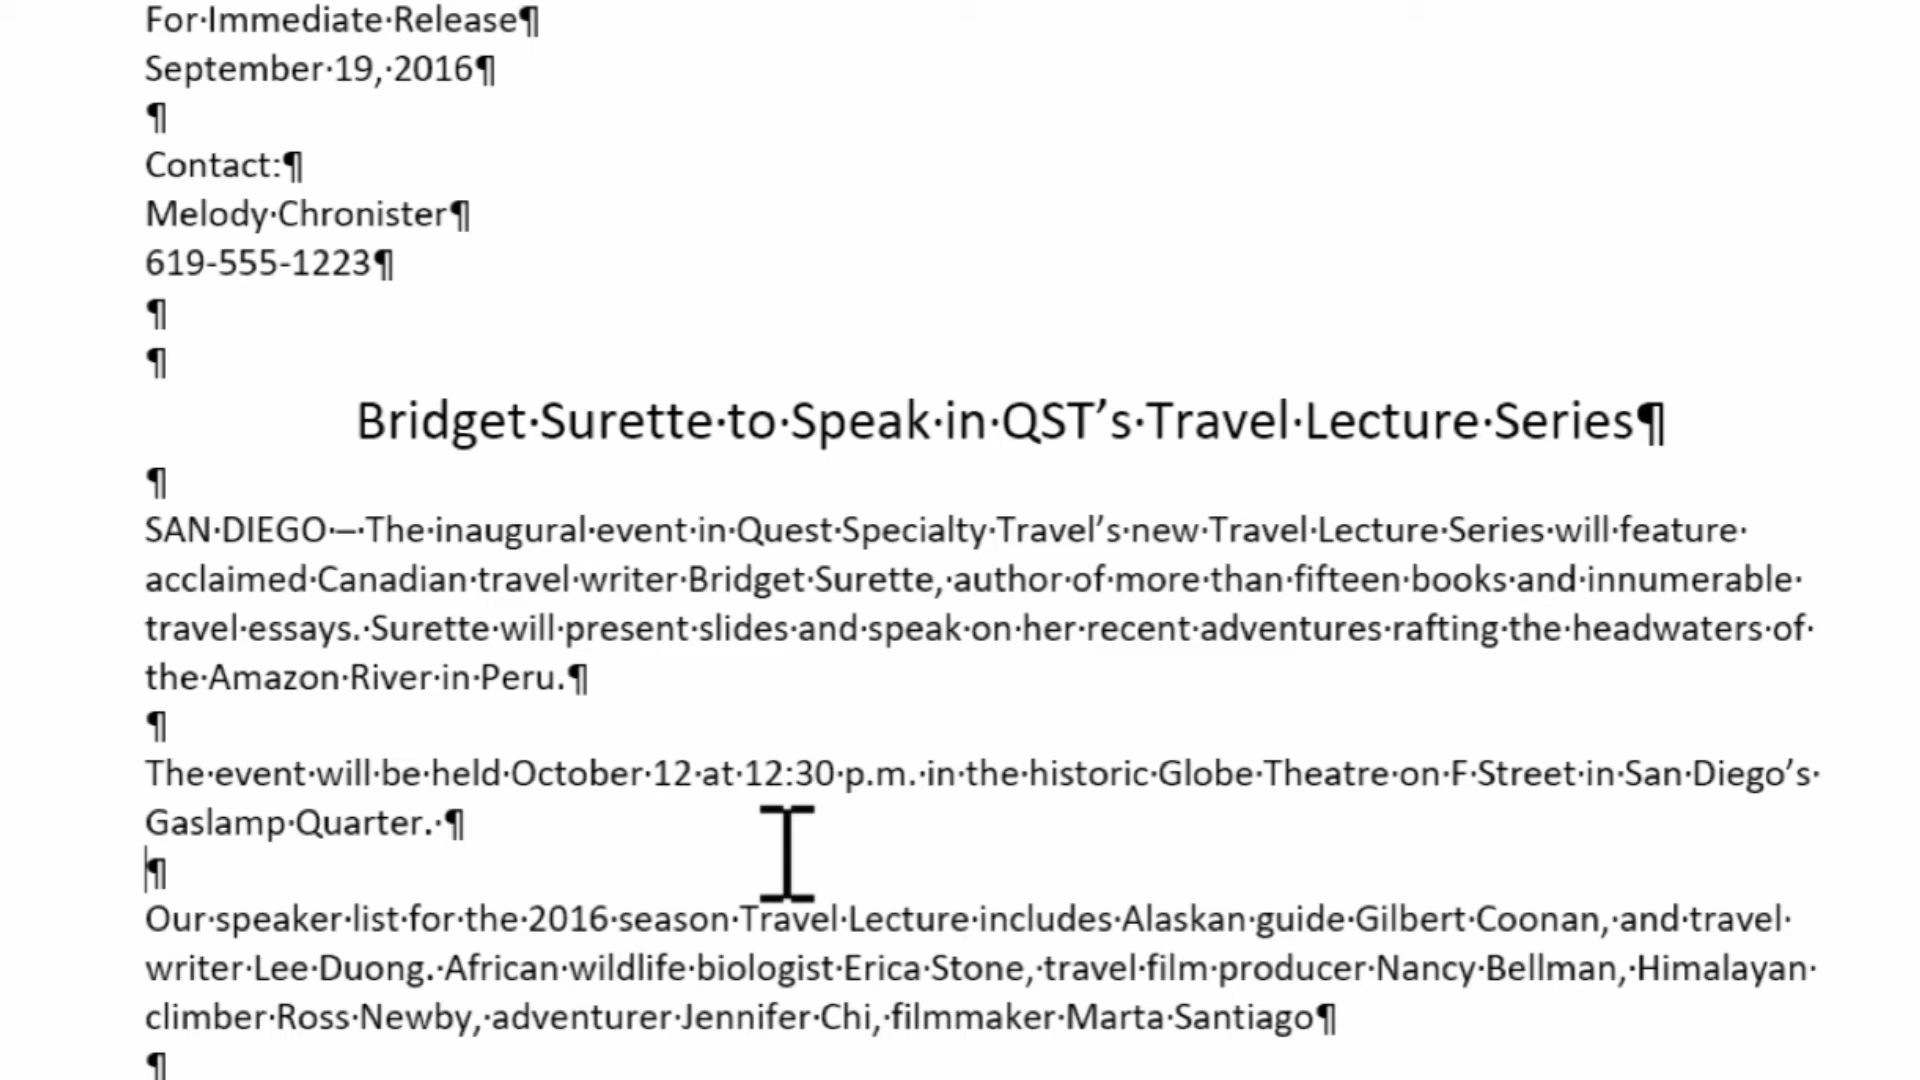 For·Immediate·Release¶
September·19,·2016¶
¶
Contact:¶
Melody·Chronister¶
619-555-1223¶
¶
¶
Bridget·Surette·to·Speak·in·QST’s·Travel·Lecture·Series¶
¶
SAN·DIEGO·–·The·inaugural·event·in·Quest·Specialty·Travel’s·new·Travel·Lecture·Series·will·feature·
acclaimed·Canadian·travel·writer·Bridget·Surette,·author·of·more·than·fifteen·books·and·innumerable·
travel·essays.·Surette·will·present·slides·and·speak·on·her·recent·adventures·rafting·the·headwaters·of·
the·Amazon·River·in·Peru.¶
¶
The·event·will·be·held·October·12·at·12:30·p.m.·in·the·historic·Globe·Theatre·on·F·Street·in·San·Diego’s·
Gaslamp·Quarter.·¶
¶
Our·speaker·list·for·the·2016·season·Travel·Lecture·includes·Alaskan·guide·Gilbert·Coonan,·and·travel·
writer·Lee·Duong.·African·wildlife·biologist·Erica·Stone,·travel·film·producer·Nancy·Bellman,·Himalayan·
climber·Ross·Newby,·adventurer·Jennifer·Chi,·filmmaker·Marta·Santiago¶
¶